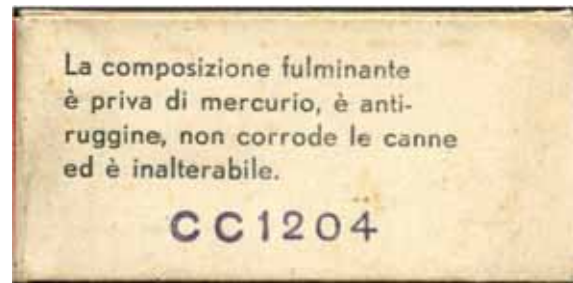 La composizione fulminante
è priva di mercurio, è anti-
ruggine, non corrode le canne
ed è inalterabile.
CC1204